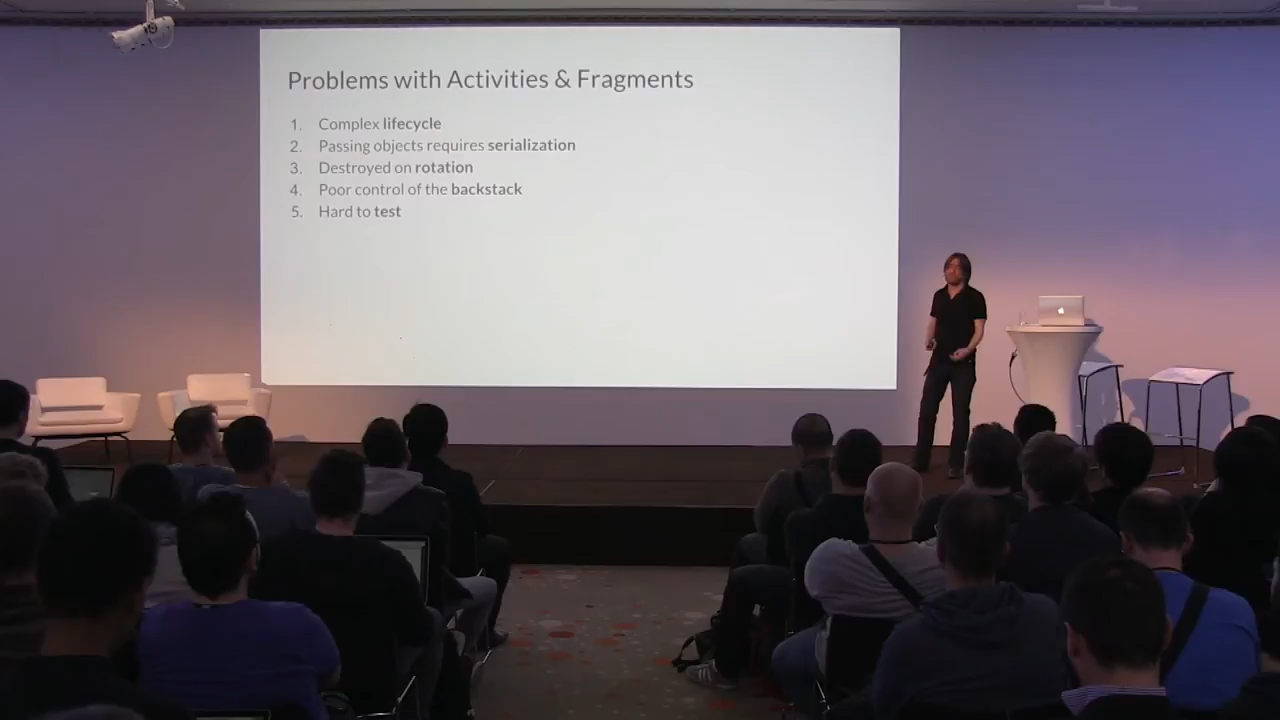 Problems with Activities & Fragments
1. Complex lifecycle
2. Passing objects requires serialization
3. Destroyed on rotation
4. Poor control of the backstack
5. Hard to test